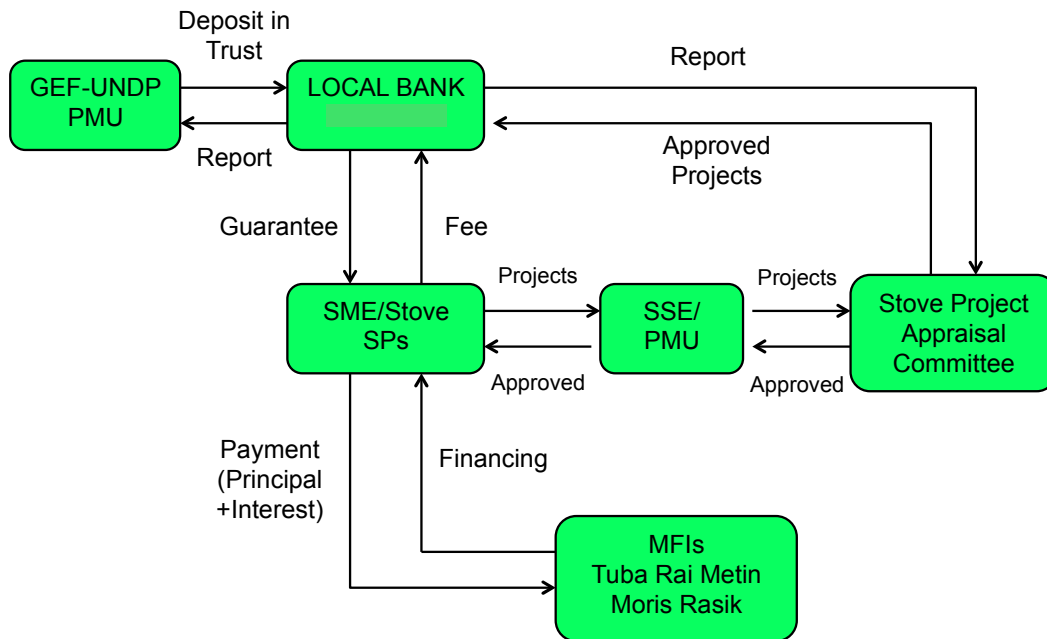 Deposit in
Trust
GEF-UNDP
PMU
LOCAL BANK
Report
Report
Approved
Projects
Guarantee
Fee
SME/Stove
SPs
Projects
Approved
SSE/
PMU
Projects
Approved
Stove Project
Appraisal
Committee
Payment
(Principal
+Interest)
Financing
MFIs
Tuba Rai Metin
Moris Rasik